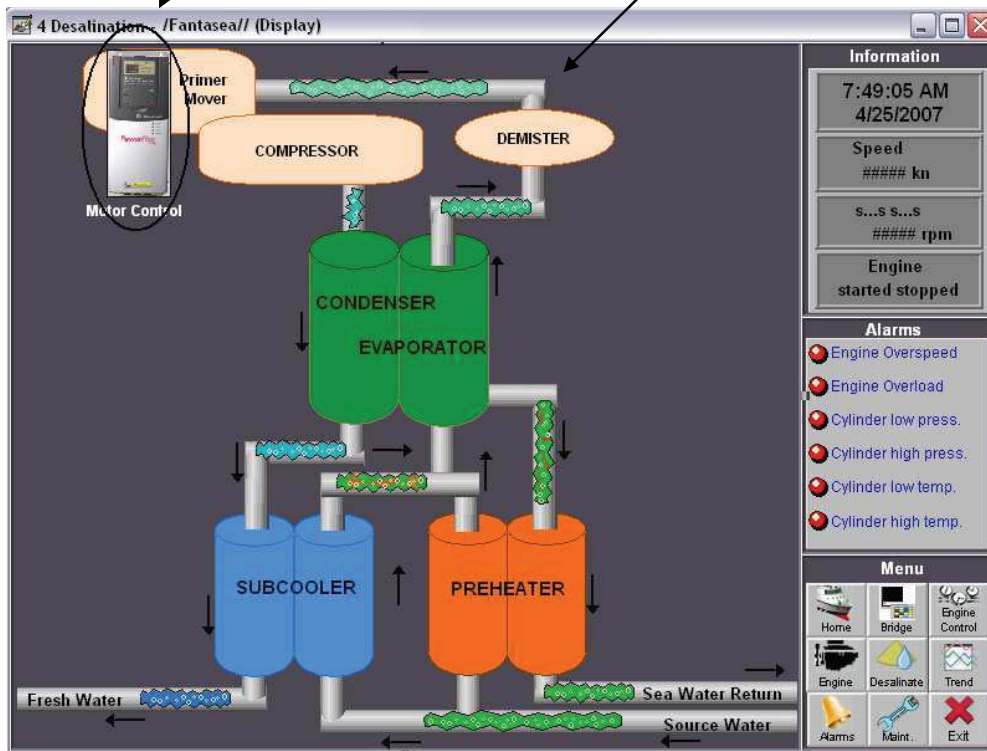 4 Desalination - /Fantasea// (Display)
Primer
Mover
COMPRESSOR
DEMISTER
Motor Control
CONDENSER
EVAPORATOR
SUBCOOLER
PREHEATER
Fresh Water
Sea Water Return
Source Water
Information
7:49:05 AM
4/25/2007
Speed
##### kn
s...s s...s
##### rpm
Engine
started stopped
Alarms
Engine Overspeed
Engine Overload
Cylinder low press.
Cylinder high press.
Cylinder low temp.
Cylinder high temp.
Menu
Home
Bridge
Engine
Control
Engine
Desalinate
Trend
Alarms
Maint.
Exit